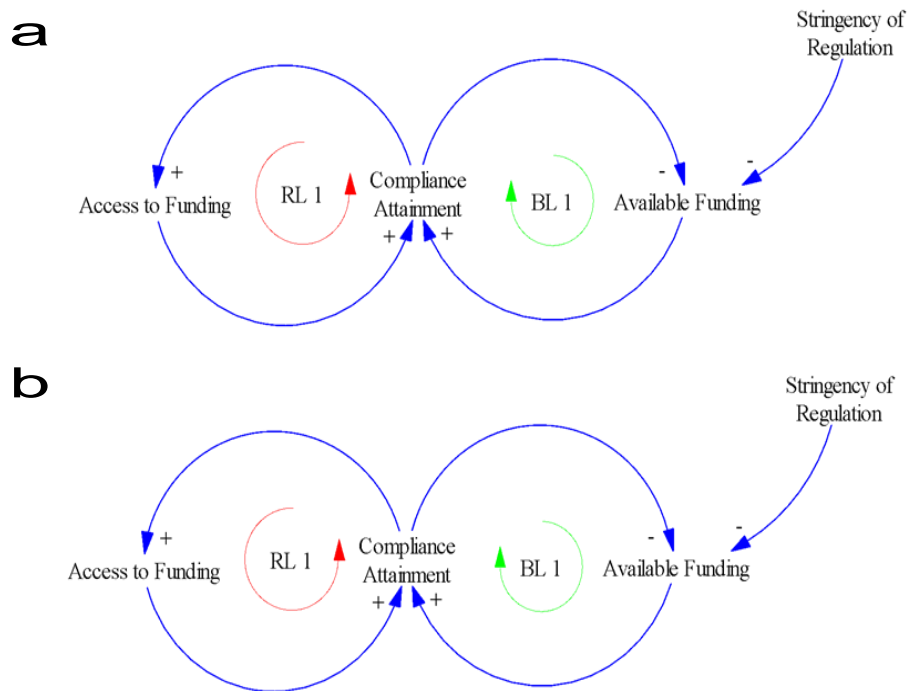 a
Stringency of
Regulation
+
-
-
Access to Funding
RL 1
Compliance
Attainment
BL 1
Available Funding
+
+
b
Stringency of
Regulation
+
-
-
Access to Funding
RL 1
Compliance
Attainment
BL 1
Available Funding
+
+